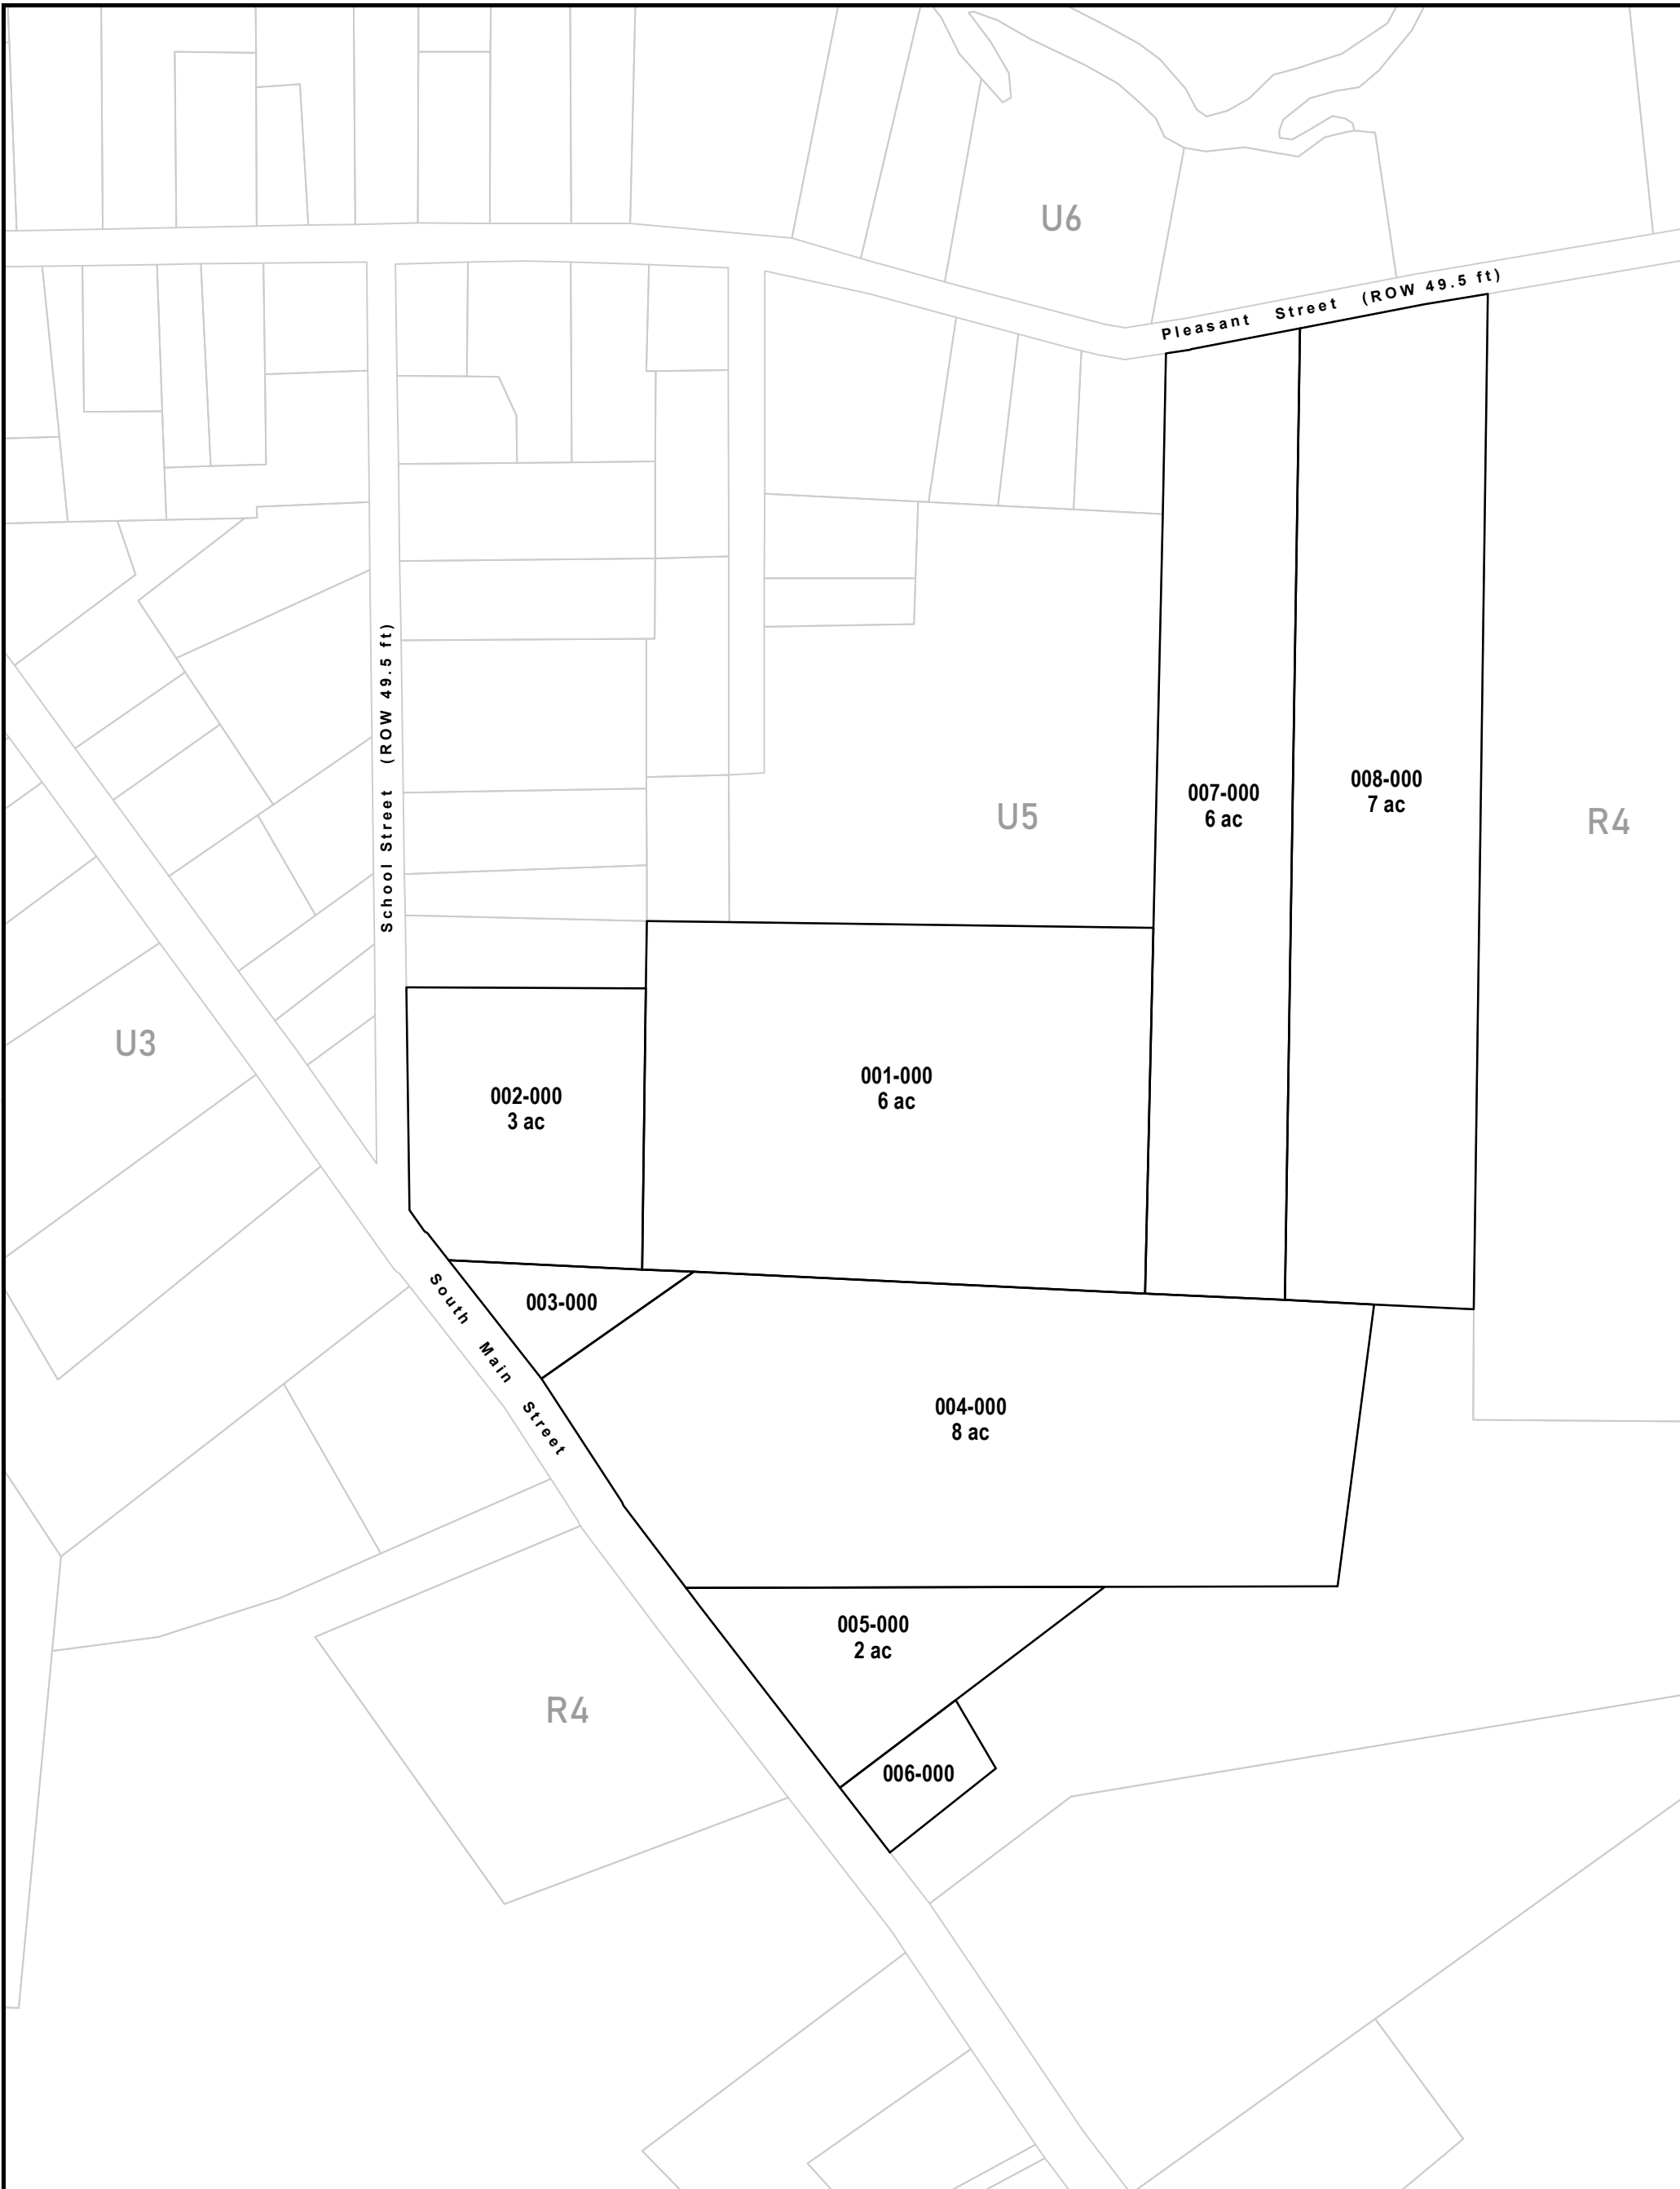 U6
Pleasant Street (ROW 49.5 ft)
School Street (ROW 49.5 ft)
007-000
6 ac
008-000
7 ac
U5
R4
U3
002-000
3 ac
001-000
6 ac
003-000
South Main Street
004-000
8 ac
005-000
2 ac
R4
006-000